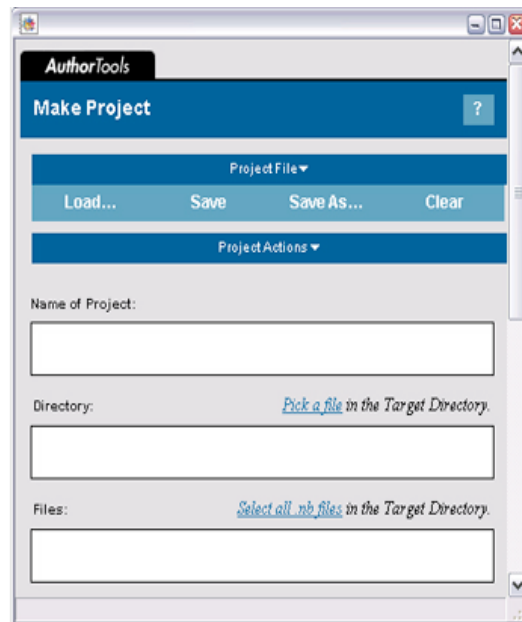 AuthorTools
Make Project ?
Project File▾
Load... Save Save As... Clear
Project Actions ▾
Name of Project:
Directory: Pick a file in the Target Directory.
Files: Select all .nb files in the Target Directory.